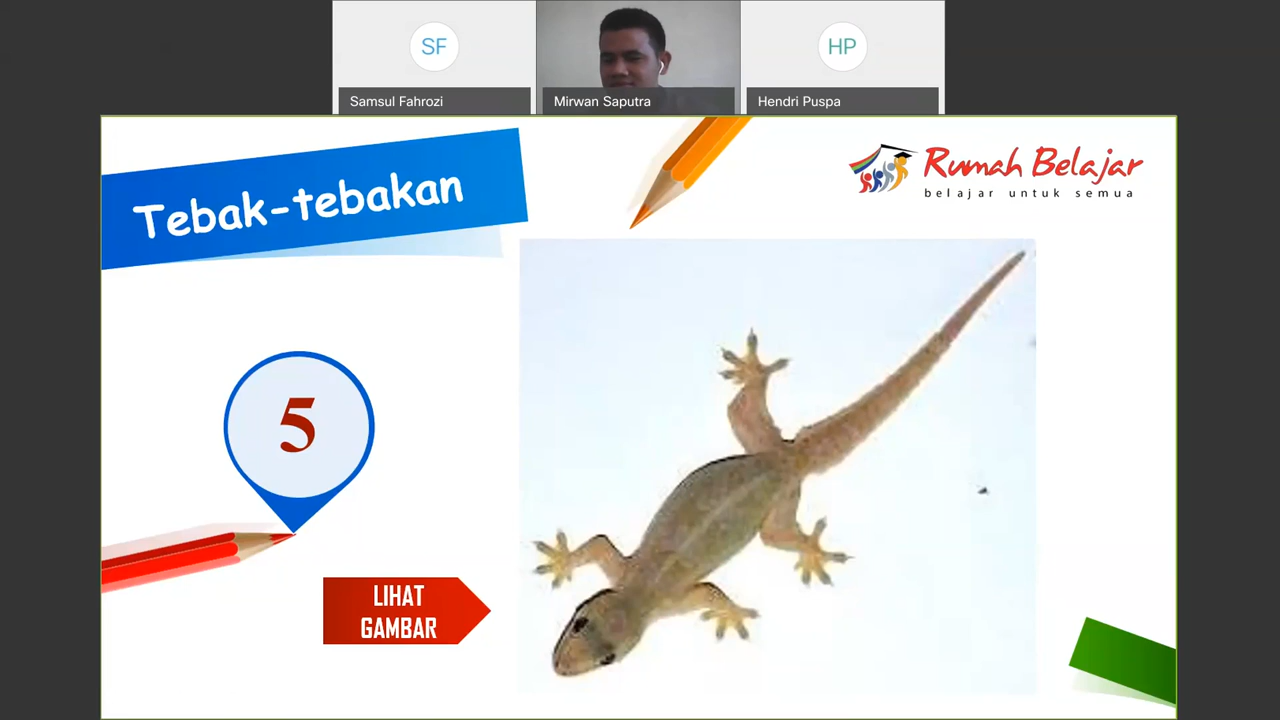 SF
HP
Samsul Fahrozi
Mirwan Saputra
Hendri Puspa
Tebak-tebakan
Rumah Belajar
belajar untuk semua
5
LIHAT
GAMBAR